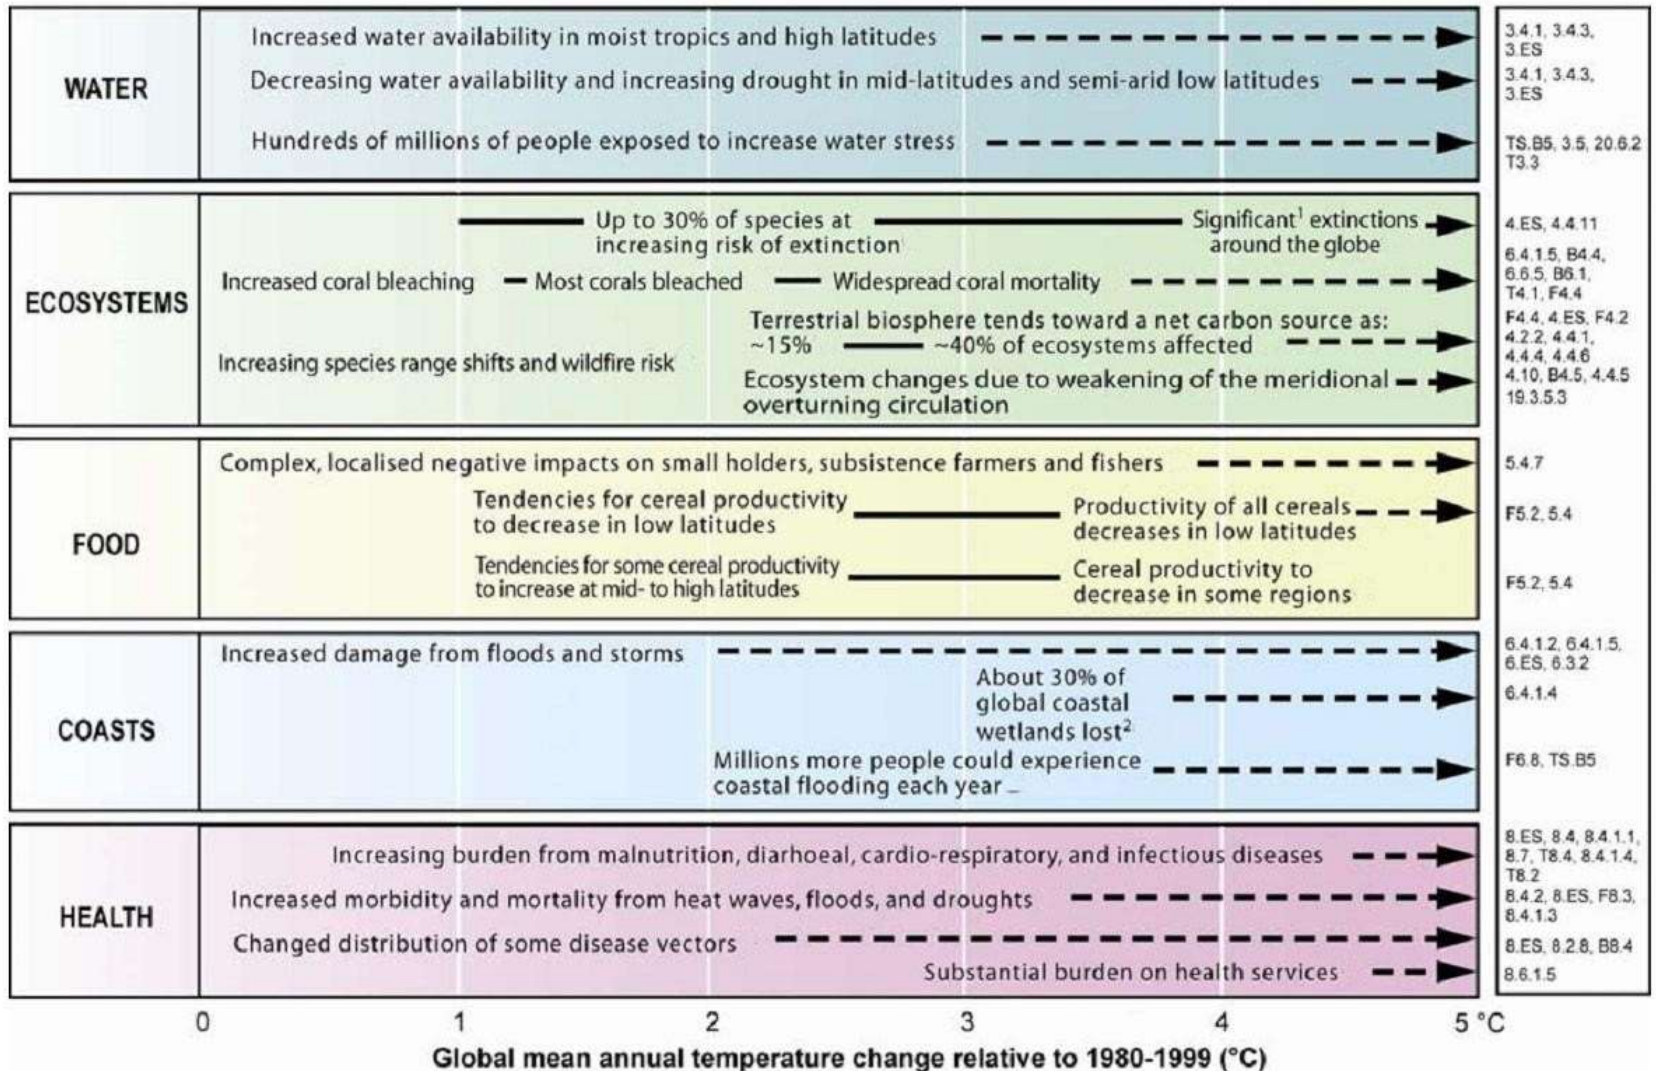 WATER
Increased water availability in moist tropics and high latitudes
3.4.1, 3.4.3,
3.ES
Decreasing water availability and increasing drought in mid-latitudes and semi-arid low latitudes
3.4.1, 3.4.3,
3.ES
Hundreds of millions of people exposed to increase water stress
TS.B5, 3.5, 20.6.2
T3.3
ECOSYSTEMS
Up to 30% of species at
increasing risk of extinction
Significant¹ extinctions
around the globe
4.ES, 4.4.11
Increased coral bleaching
Most corals bleached
Widespread coral mortality
6.4.1.5, B4.4,
6.6.5, B6.1,
T4.1, F4.4
Increasing species range shifts and wildfire risk
Terrestrial biosphere tends toward a net carbon source as:
~15%
~40% of ecosystems affected
F4.4, 4.ES, F4.2
4.2.2, 4.4.1,
4.4.4, 4.4.6
Ecosystem changes due to weakening of the meridional
overturning circulation
4.10, B4.5, 4.4.5
19.3.5.3
FOOD
Complex, localised negative impacts on small holders, subsistence farmers and fishers
5.4.7
Tendencies for cereal productivity
to decrease in low latitudes
Productivity of all cereals
decreases in low latitudes
F5.2, 5.4
Tendencies for some cereal productivity
to increase at mid- to high latitudes
Cereal productivity to
decrease in some regions
F5.2, 5.4
COASTS
Increased damage from floods and storms
6.4.1.2, 6.4.1.5,
6.ES, 6.3.2
About 30% of
global coastal
wetlands lost²
6.4.1.4
Millions more people could experience
coastal flooding each year
F6.8, TS.B5
HEALTH
Increasing burden from malnutrition, diarhoeal, cardio-respiratory, and infectious diseases
8.ES, 8.4, 8.4.1.1,
8.7, T8.4, 8.4.1.4,
T8.2
Increased morbidity and mortality from heat waves, floods, and droughts
8.4.2, 8.ES, F8.3,
8.4.1.3
Changed distribution of some disease vectors
8.ES, 8.2.8, B8.4
Substantial burden on health services
8.6.1.5
0 1 2 3 4 5 °C
Global mean annual temperature change relative to 1980-1999 (°C)